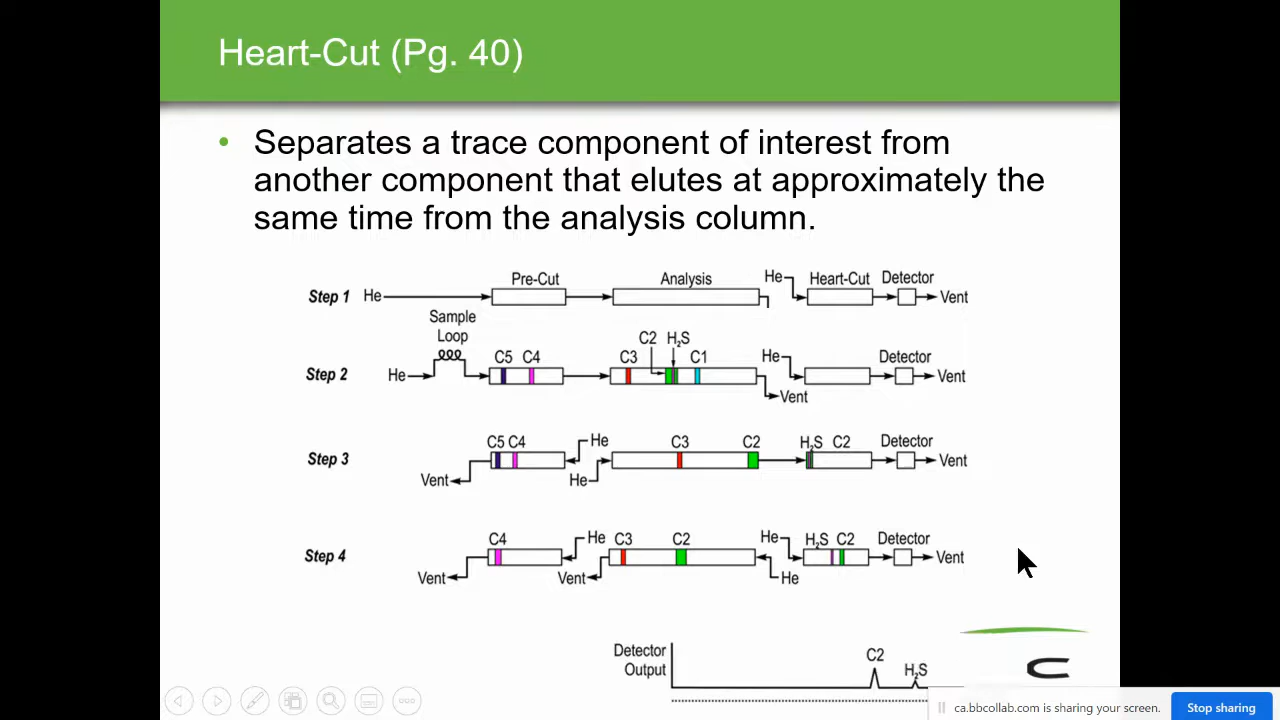 Heart-Cut (Pg. 40)
• Separates a trace component of interest from
another component that elutes at approximately the
same time from the analysis column.
Pre-Cut Analysis He Heart-Cut Detector
Step 1 He Vent
Sample
Loop
C2 H₂S
C5 C4 C3 C1 He Detector
Step 2 He Vent
Vent
C5 C4 He C3 C2 H₂S C2 Detector
Step 3 Vent
Vent He
C4 He C3 C2 He H₂S C2 Detector
Step 4 Vent
Vent Vent He
Detector
Output
C2
H₂S
ca.bbcollab.com is sharing your screen. Stop sharing